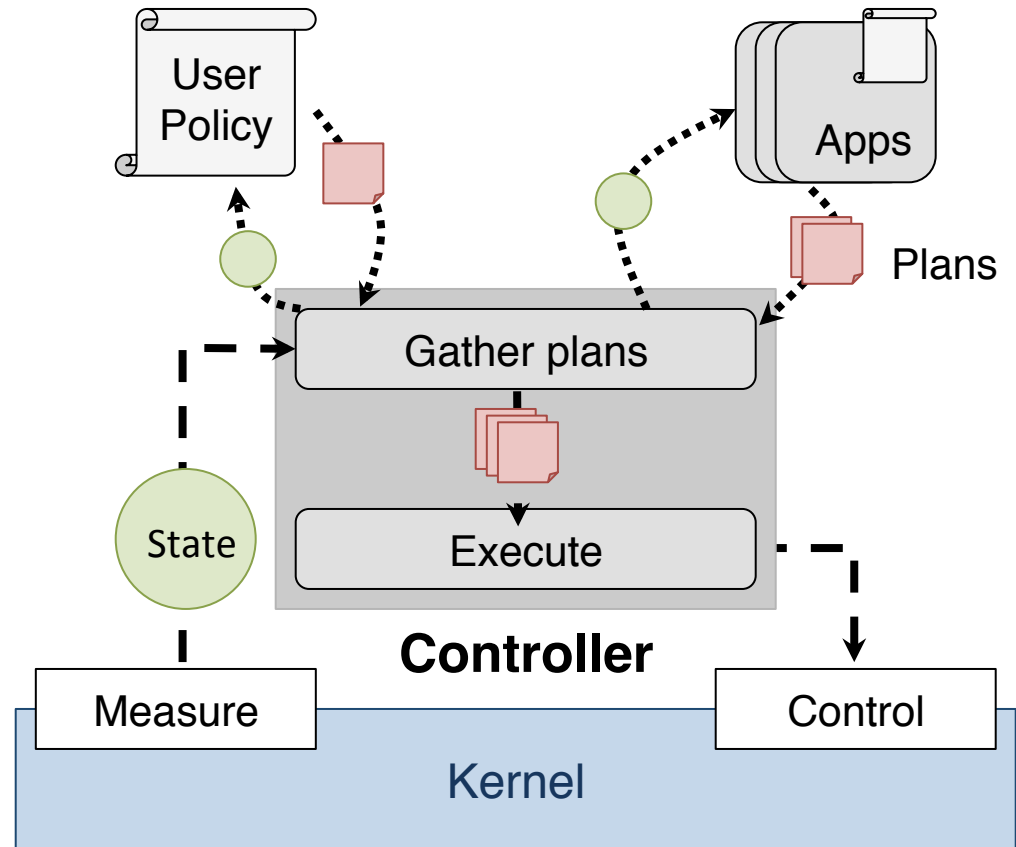 User
Policy
Apps
Plans
Gather plans
State
Execute
Controller
Measure
Control
Kernel